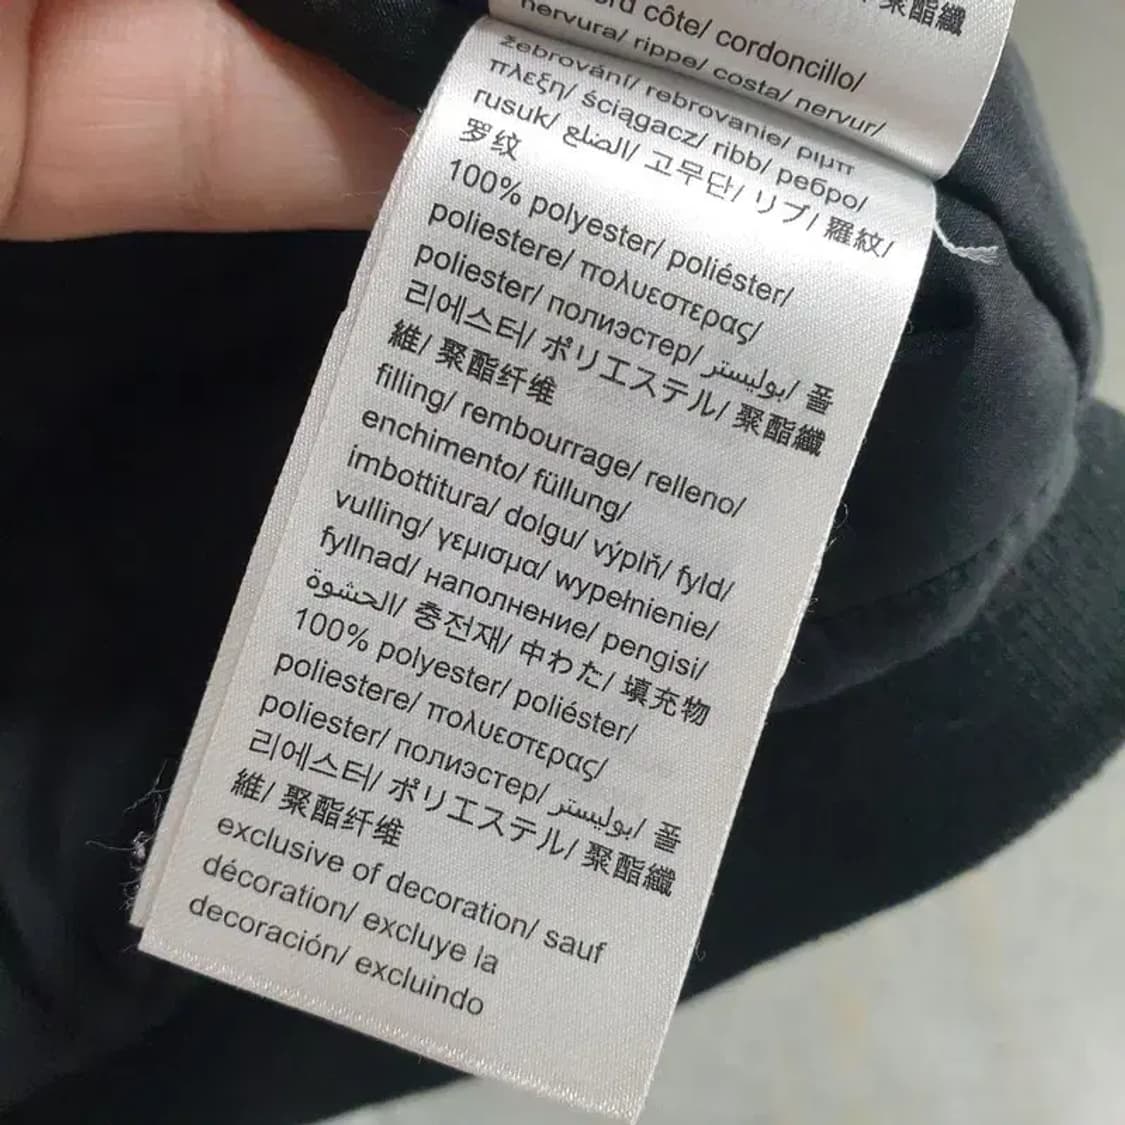 聚酯纖
côte/ cordoncillo/
nervura/ rippe/ costa/ nervur/
žebrování/ rebrovanie/ ριμπ
πλεξη/ ściągacz/ ribb/ ребро/
rusuk/ الضلع/ 고무단/ リブ/ 羅紋/
罗纹
100% polyester/ poliéster/
poliestere/ πολυεστερας/
poliester/ полиэстер/ بوليستر/ 폴
리에스터/ ポリエステル/ 聚酯纖
維/ 聚酯纤维
filling/ rembourrage/ relleno/
enchimento/ füllung/
imbottitura/ dolgu/ výplň/ fyld/
vulling/ γεμισμα/ wypełnienie/
fyllnad/ наполнение/ pengisi/
الحشوة/ 충전재/ 中わた/ 填充物
100% polyester/ poliéster/
poliestere/ πολυεστερας/
poliester/ полиэстер/ بوليستر/ 폴
리에스터/ ポリエステル/ 聚酯纖
維/ 聚酯纤维
exclusive of decoration/ sauf
décoration/ excluye la
decoración/ excluindo